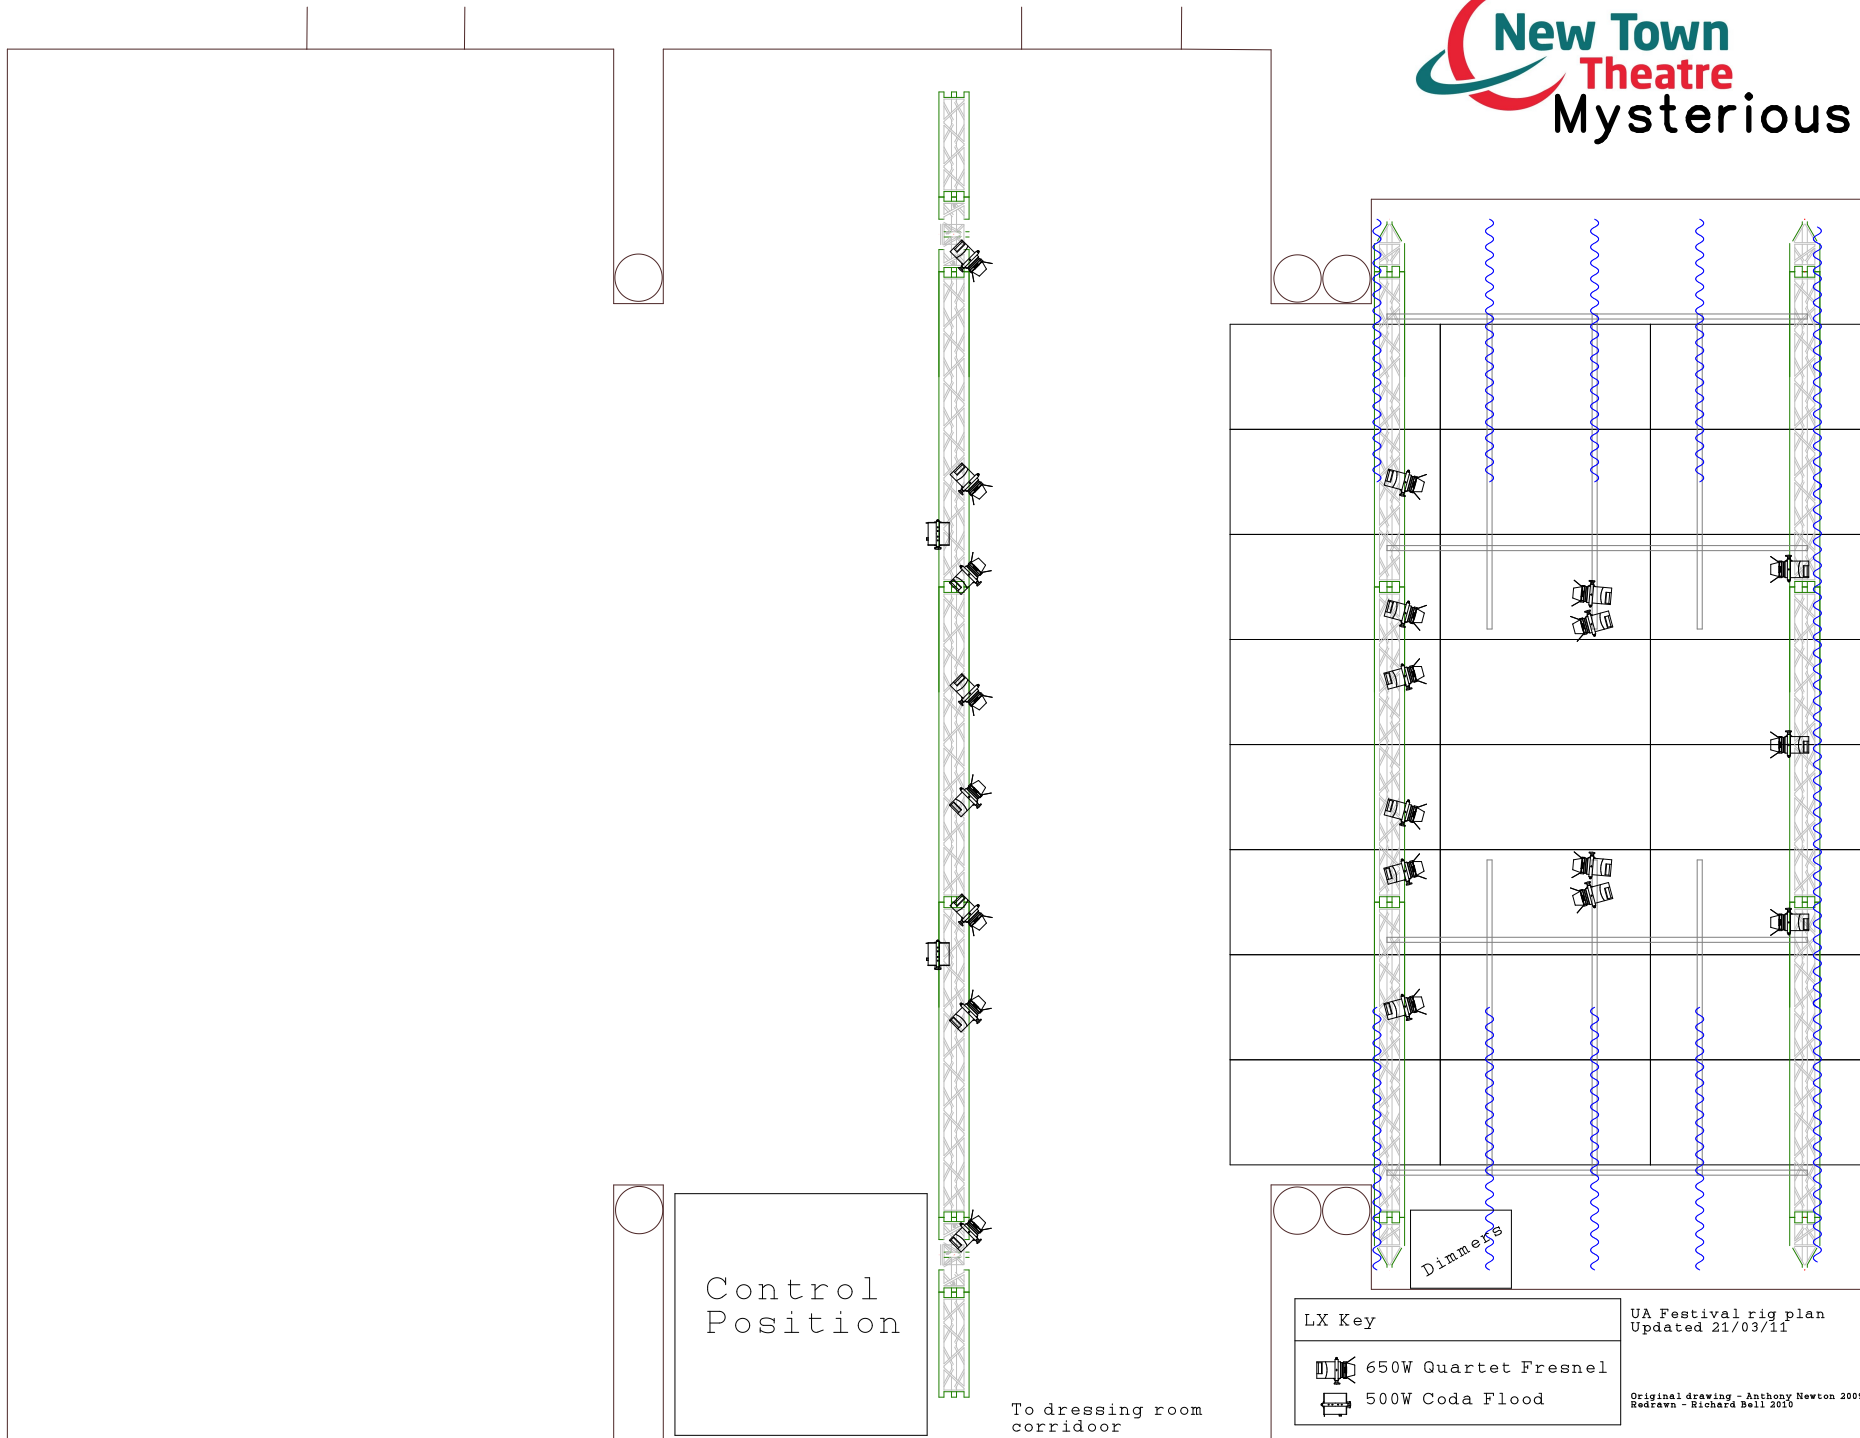 New Town
Theatre
Mysterious
Control
Position
Dimmers
LX Key
650W Quartet Fresnel
500W Coda Flood
UA Festival rig plan
Updated 21/03/11
Original drawing - Anthony Newton 2009
Redrawn - Richard Bell 2010
To dressing room
corridoor